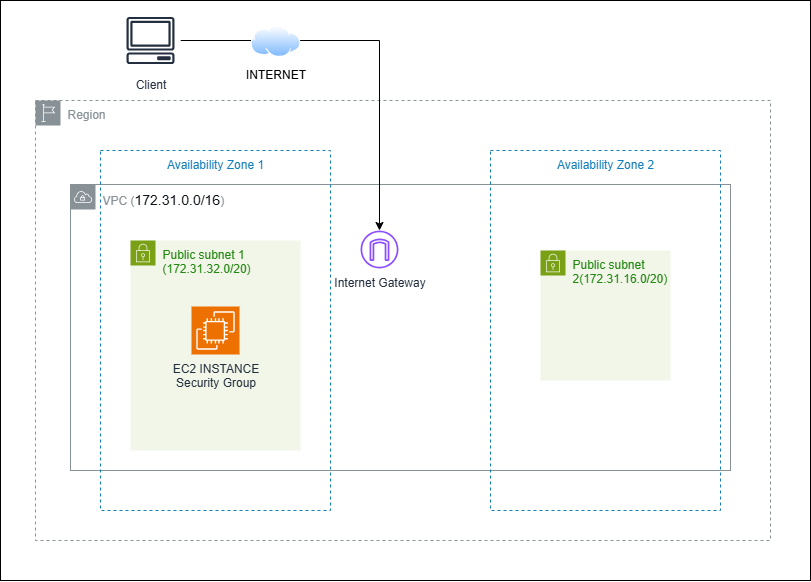 Client
INTERNET
Region
Availability Zone 1
Availability Zone 2
VPC (172.31.0.0/16)
Public subnet 1
(172.31.32.0/20)
EC2 INSTANCE
Security Group
Internet Gateway
Public subnet
2(172.31.16.0/20)